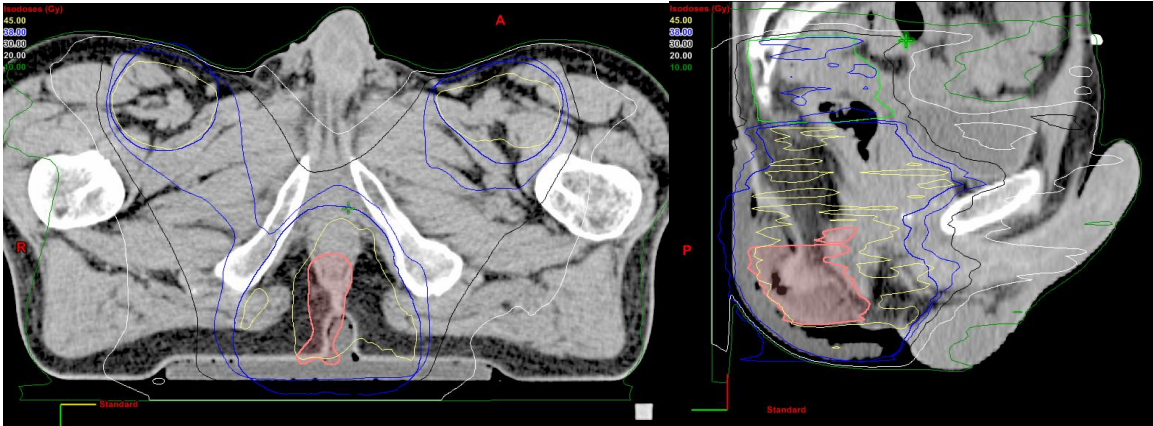 Isodoses (Gy)
45.00
38.00
30.00
20.00
10.00
A
R
Standard
Isodoses (Gy)
45.00
38.00
30.00
20.00
10.00
P
Standard